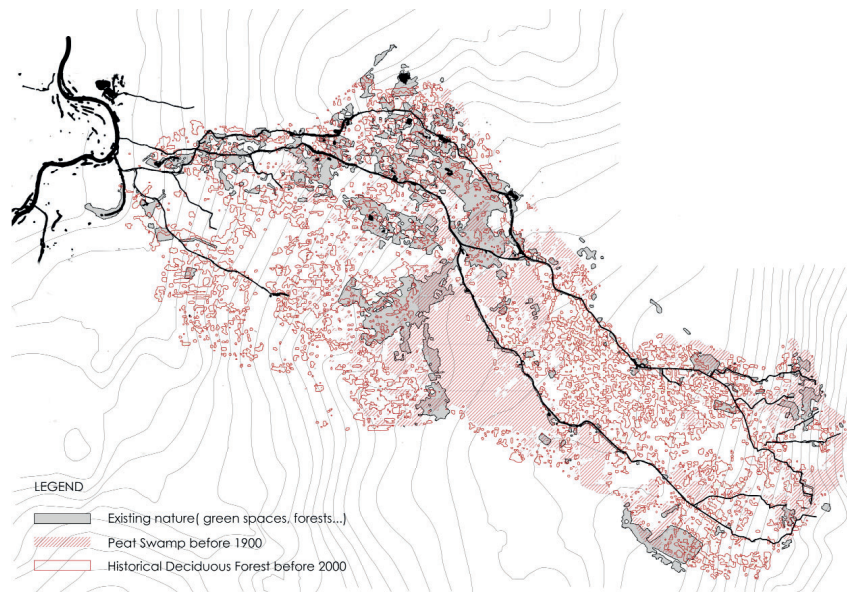 LEGEND
Existing nature( green spaces, forests...)
Peat Swamp before 1900
Historical Deciduous Forest before 2000